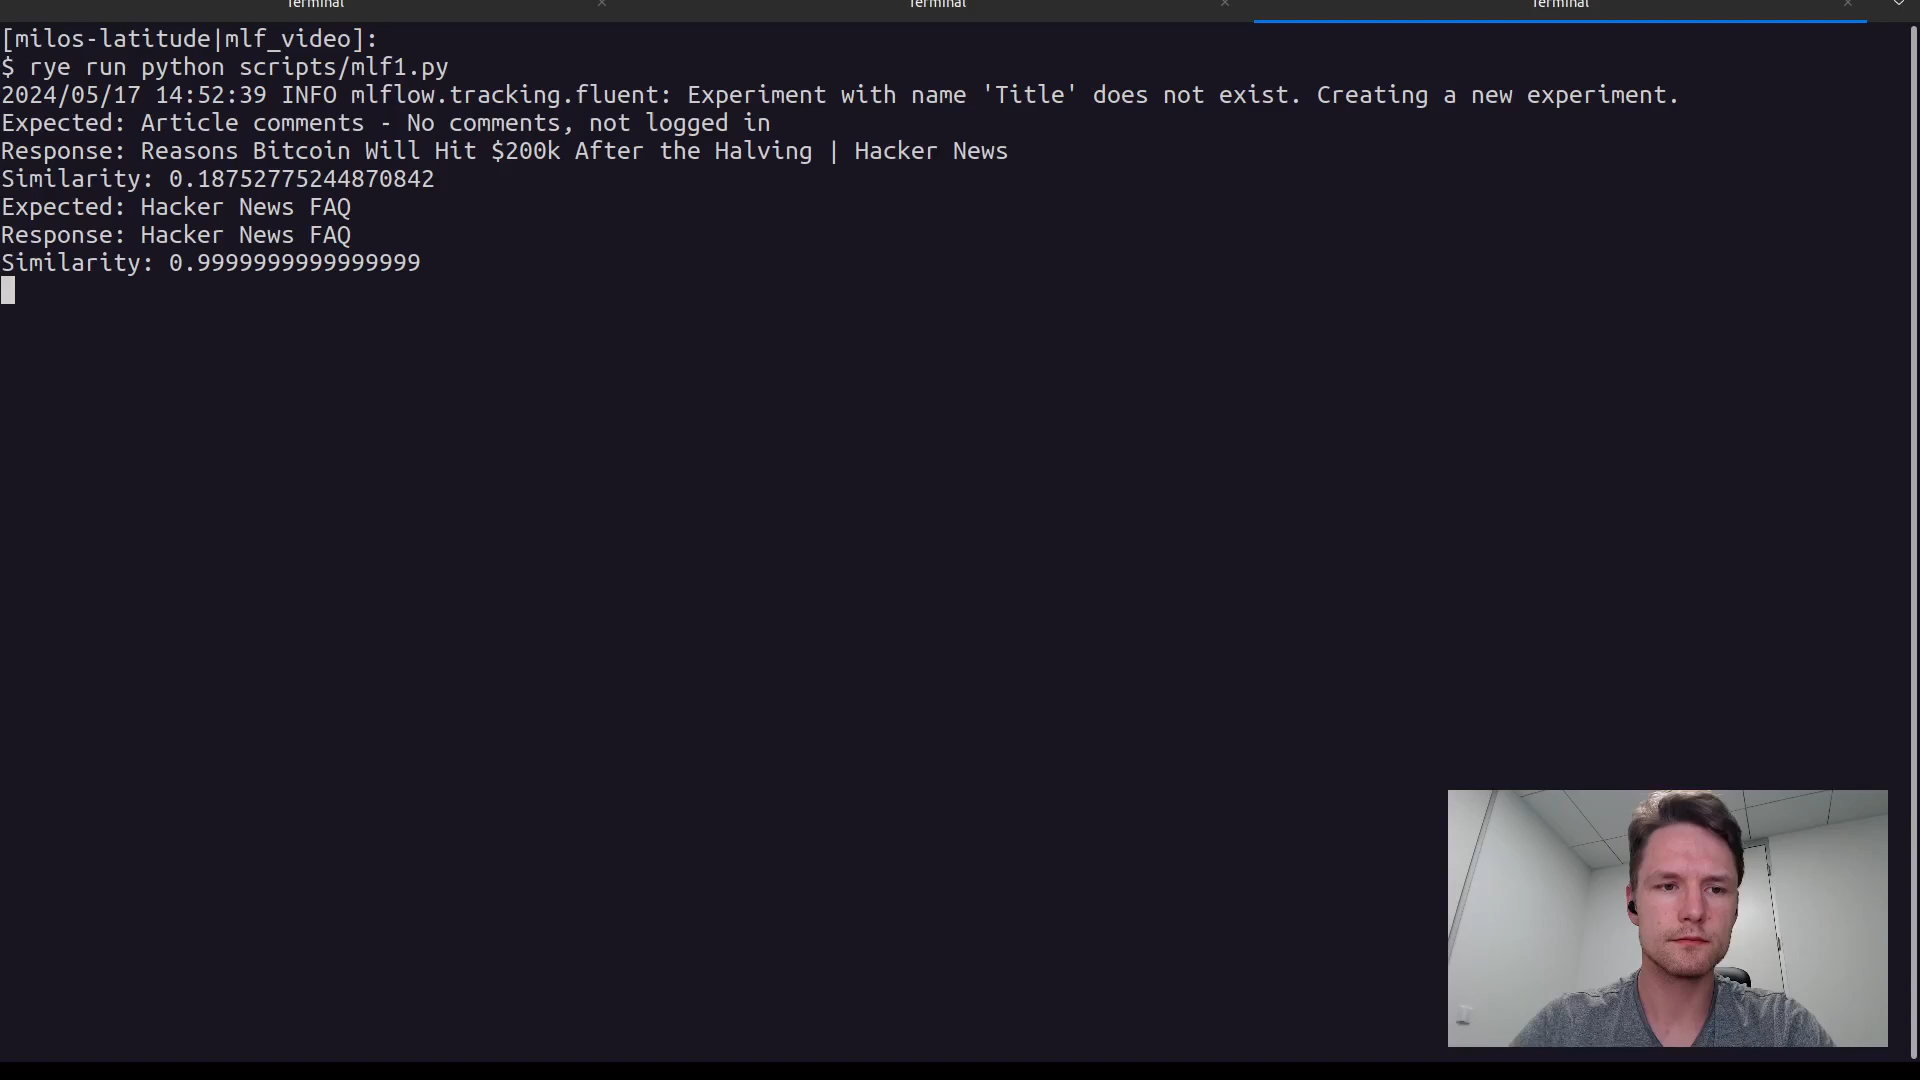 Terminal × Terminal × Terminal ×
[milos-latitude|mlf_video]:
$ rye run python scripts/mlf1.py
2024/05/17 14:52:39 INFO mlflow.tracking.fluent: Experiment with name 'Title' does not exist. Creating a new experiment.
Expected: Article comments - No comments, not logged in
Response: Reasons Bitcoin Will Hit $200k After the Halving | Hacker News
Similarity: 0.18752775244870842
Expected: Hacker News FAQ
Response: Hacker News FAQ
Similarity: 0.9999999999999999